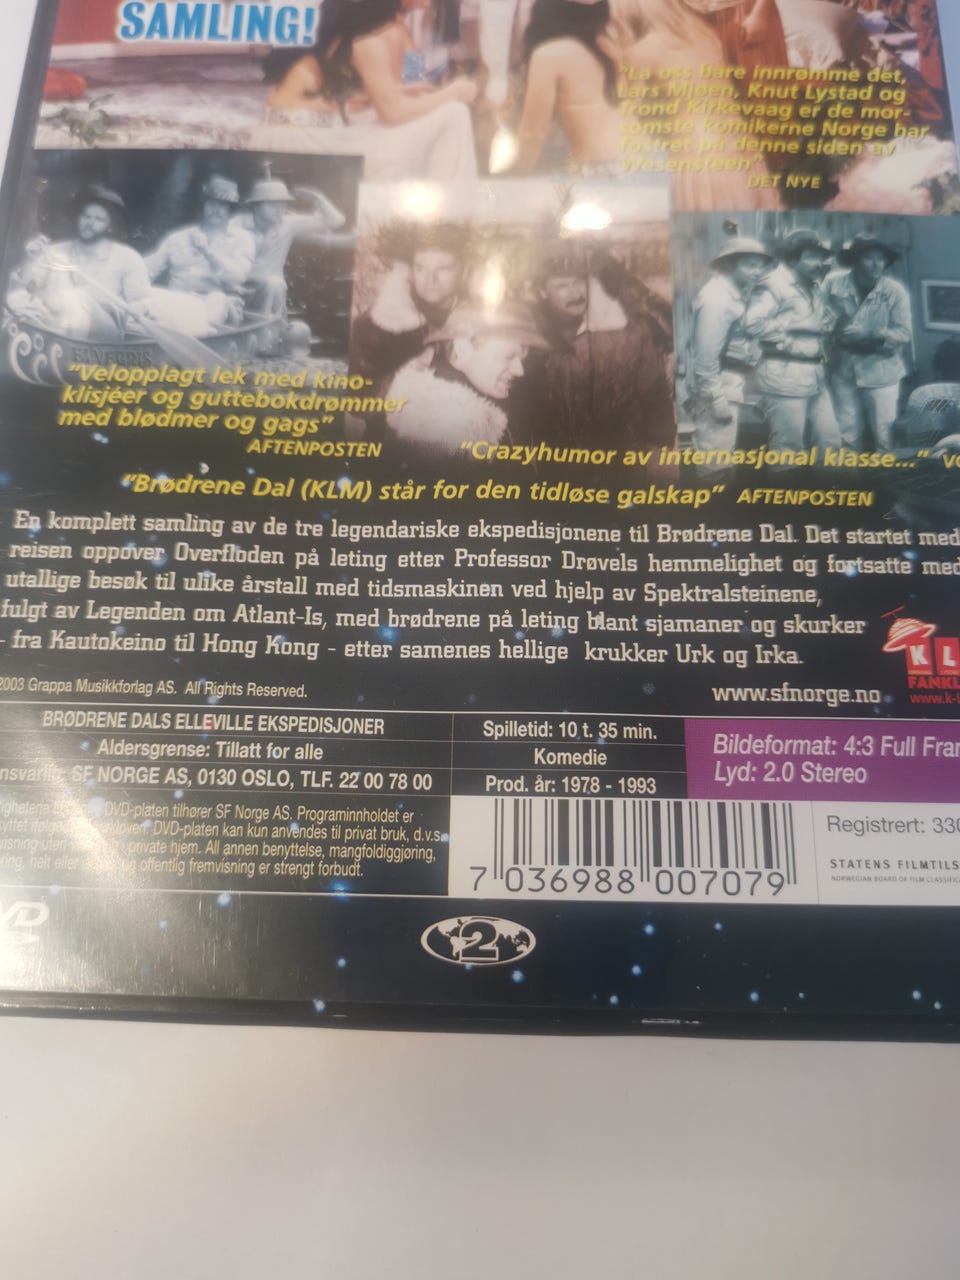 SAMLING!
"La oss bare innrømme det,
Lars Mjøen, Knut Lystad og
Trond Kirkevaag er de mor-
somste komikerne Norge har
fostret på denne siden av
Wesensteen"
DET NYE
"Velopplagt lek med kino-
klisjéer og guttebokdrømmer
med blødmer og gags"
AFTENPOSTEN
"Crazyhumor av internasjonal klasse..."
"Brødrene Dal (KLM) står for den tidløse galskap" AFTENPOSTEN
En komplett samling av de tre legendariske ekspedisjonene til Brødrene Dal. Det startet med
reisen oppover Overfloden på leting etter Professor Drøvels hemmelighet og fortsatte med
utallige besøk til ulike årstall med tidsmaskinen ved hjelp av Spektralsteinene,
fulgt av Legenden om Atlant-Is, med brødrene på leting blant sjamaner og skurker
- fra Kautokeino til Hong Kong - etter samenes hellige krukker Urk og Irka.
K L
FANKL
www.k-l
2003 Grappa Musikkforlag AS. All Rights Reserved.
www.sfnorge.no
BRØDRENE DALS ELLEVILLE EKSPEDISJONER
Aldersgrense: Tillatt for alle
SF NORGE AS, 0130 OSLO, TLF. 22 00 78 00
Spilletid: 10 t. 35 min.
Komedie
Prod. år: 1978 - 1993
Bildeformat: 4:3 Full Fra
Lyd: 2.0 Stereo
DVD-platen tilhører SF Norge AS. Programinnholdet er
DVD-platen kan kun anvendes til privat bruk, d.v.s.
private hjem. All annen benyttelse, mangfoldiggjøring,
helt eller offentlig fremvisning er strengt forbudt.
7 036988 007079
Registrert: 330
STATENS FILMTILS
NORWEGIAN BOARD OF FILM CLASSIFICA
2